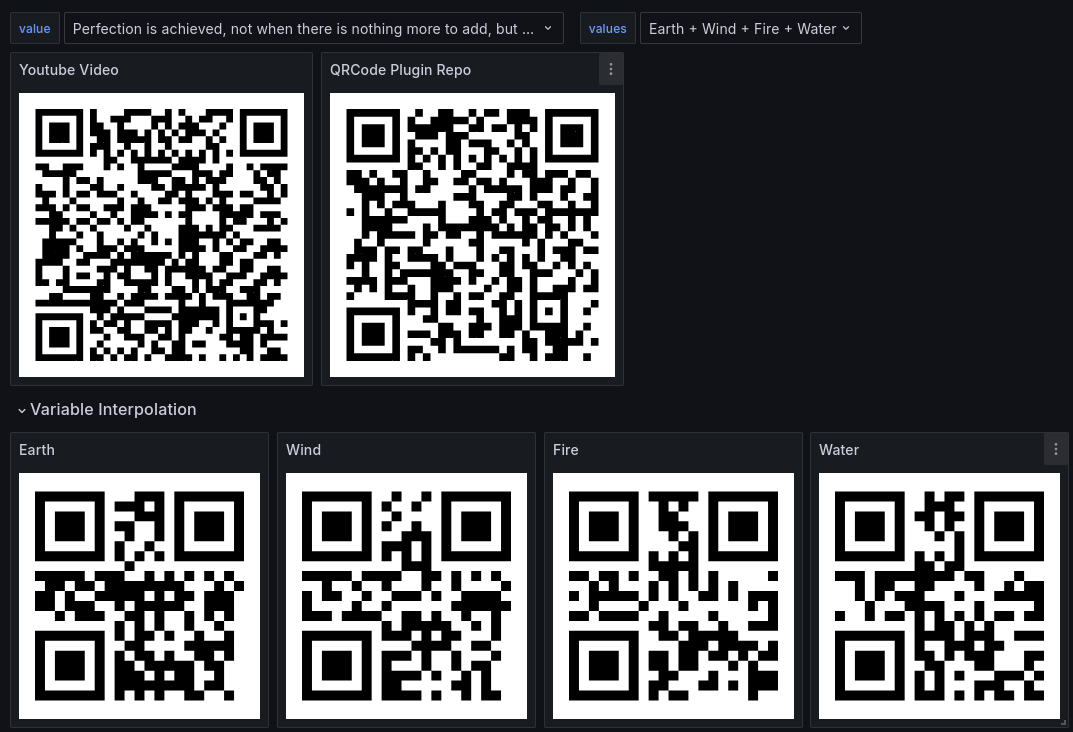 value Perfection is achieved, not when there is nothing more to add, but ... values Earth + Wind + Fire + Water
Youtube Video QRCode Plugin Repo
Variable Interpolation
Earth Wind Fire Water